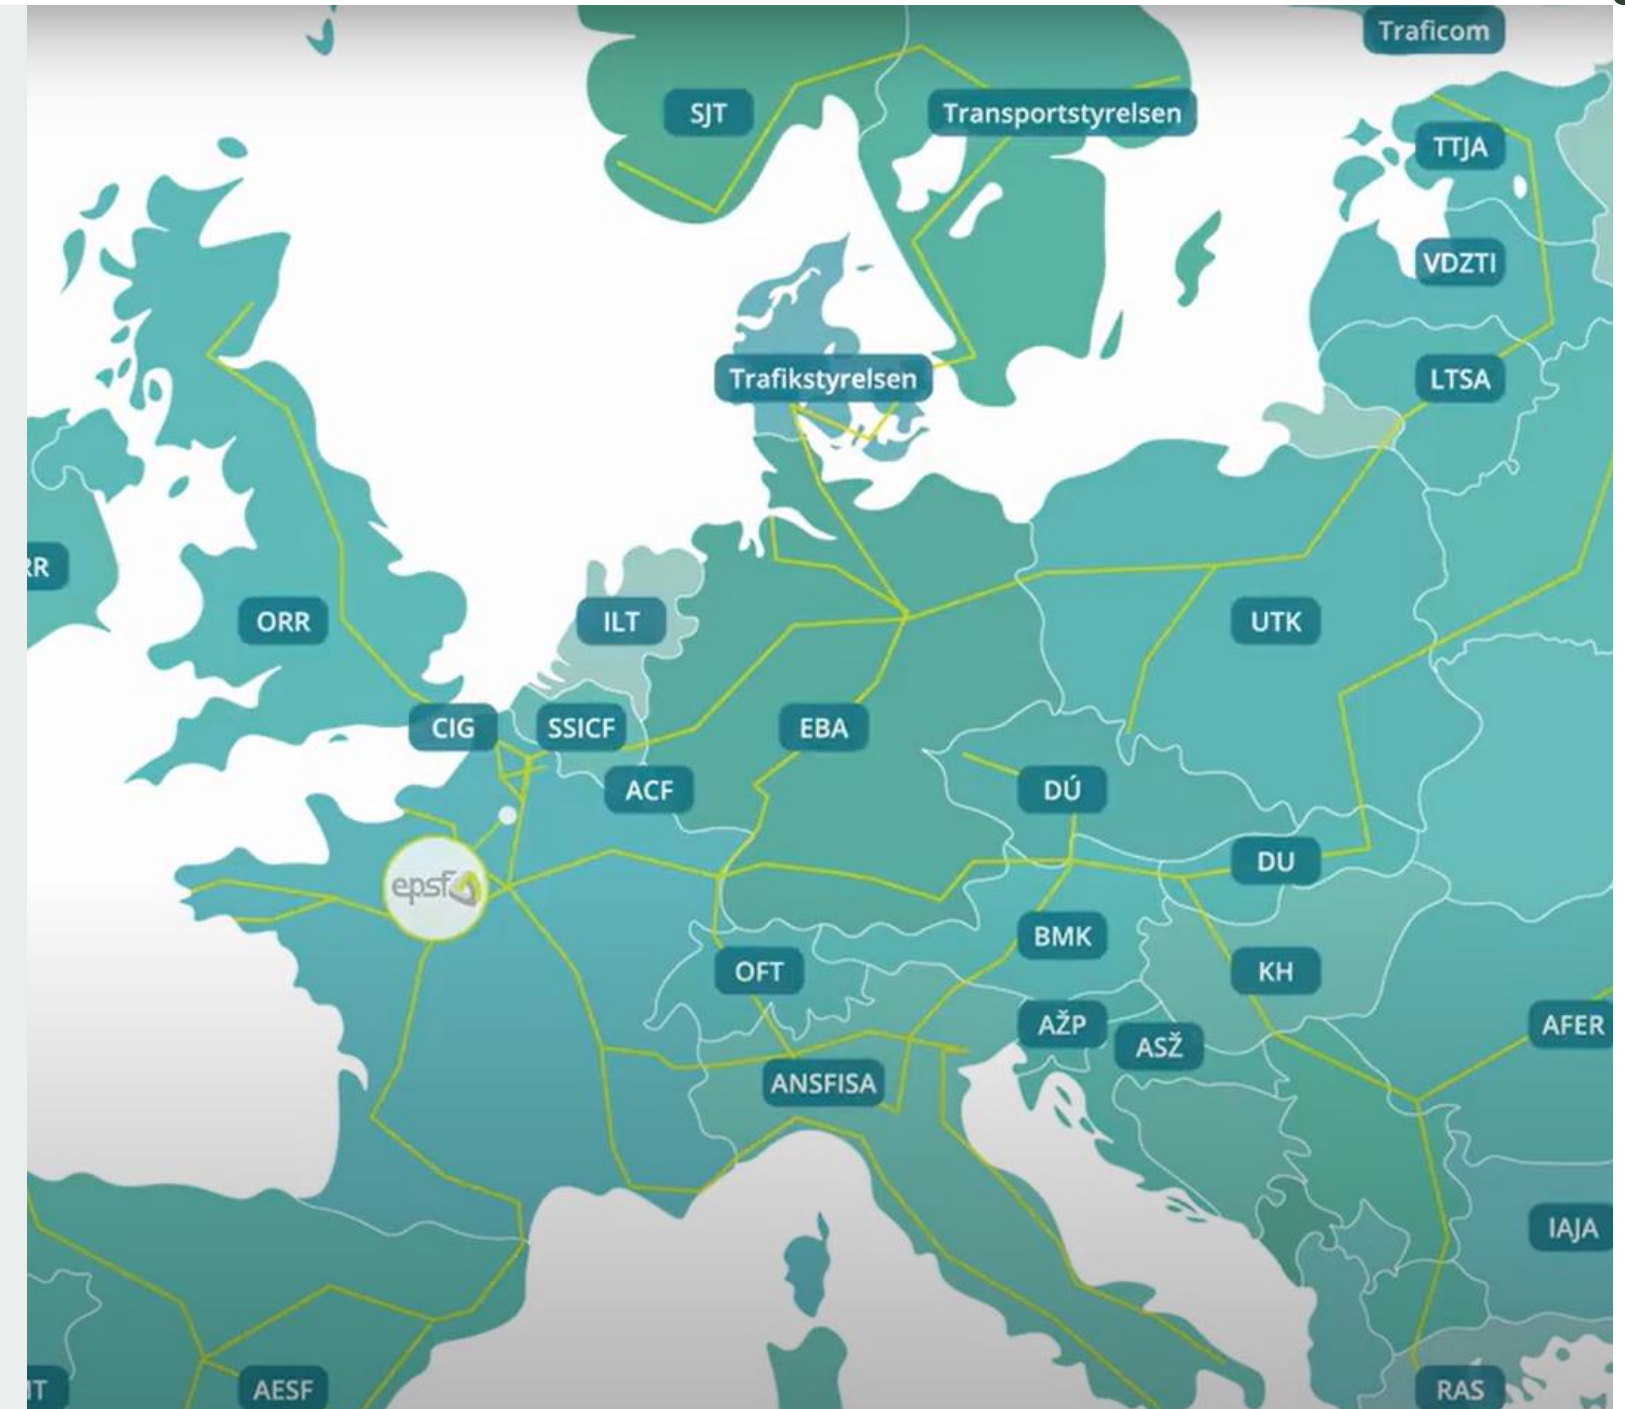 Traficom
SJT
Transportstyrelsen
TTJA
VDZTI
Trafikstyrelsen
LTSA
RR
ORR
ILT
UTK
CIG
SSICF
EBA
ACF
DÚ
DU
epsf
BMK
OFT
KH
AŽP
ASŽ
AFER
ANSFISA
IAJA
AESF
RAS